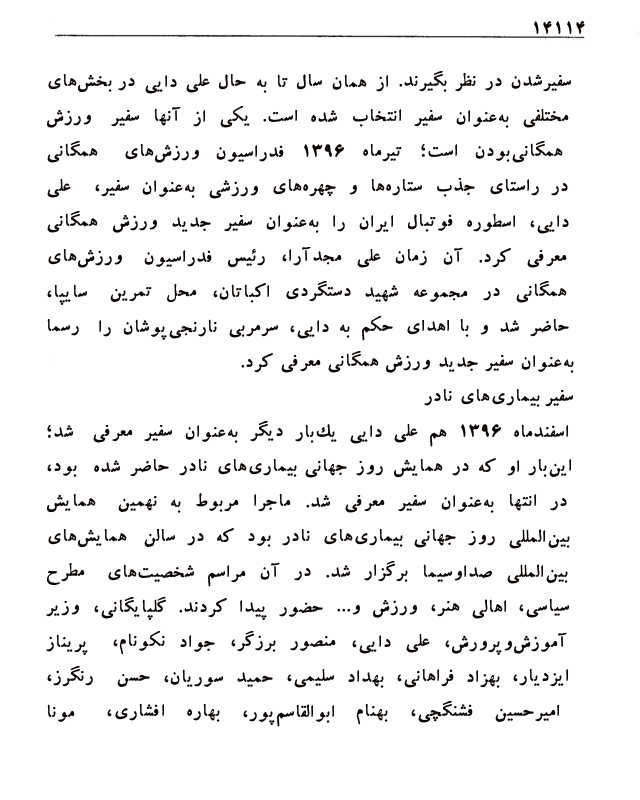 ۱۴۱۱۴
سفیرشدن در نظر بگیرند. از همان سال تا به حال علی دایی در بخش‌های
مختلفی به‌عنوان سفیر انتخاب شده است. یکی از آنها سفیر ورزش
همگانی‌بودن است؛ تیرماه ۱۳۹۶ فدراسیون ورزش‌های همگانی
در راستای جذب ستاره‌ها و چهره‌های ورزشی به‌عنوان سفیر، علی
دایی، اسطوره فوتبال ایران را به‌عنوان سفیر جدید ورزش همگانی
معرفی کرد. آن زمان علی مجدآرا، رئیس فدراسیون ورزش‌های
همگانی در مجموعه شهید دستگردی اکباتان، محل تمرین سایپا،
حاضر شد و با اهدای حکم به دایی، سرمربی نارنجی‌پوشان را رسما
به‌عنوان سفیر جدید ورزش همگانی معرفی کرد.
سفیر بیماری‌های نادر
اسفندماه ۱۳۹۶ هم علی دایی یك‌بار دیگر به‌عنوان سفیر معرفی شد؛
این‌بار او که در همایش روز جهانی بیماری‌های نادر حاضر شده بود،
در انتها به‌عنوان سفیر معرفی شد. ماجرا مربوط به نهمین همایش
بین‌المللی روز جهانی بیماری‌های نادر بود که در سالن همایش‌های
بین‌المللی صداوسیما برگزار شد. در آن مراسم شخصیت‌های مطرح
سیاسی، اهالی هنر، ورزش و... حضور پیدا کردند. گلپایگانی، وزیر
آموزش‌وپرورش، علی دایی، منصور برزگر، جواد نکونام، پریناز
ایزدیار، بهزاد فراهانی، بهداد سلیمی، حمید سوریان، حسن رنگرز،
امیرحسین فشنگچی، بهنام ابوالقاسم‌پور، بهاره افشاری، مونا